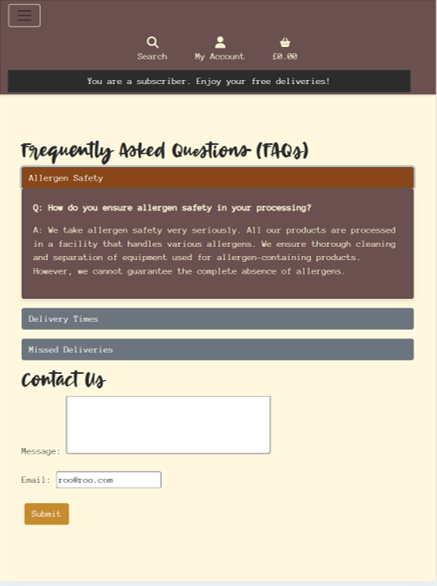 Search
My Account
£0.00
You are a subscriber. Enjoy your free deliveries!
Frequently Asked Questions (FAQs)
Allergen Safety
Q: How do you ensure allergen safety in your processing?
A: We take allergen safety very seriously. All our products are processed
in a facility that handles various allergens. We ensure thorough cleaning
and separation of equipment used for allergen-containing products.
However, we cannot guarantee the complete absence of allergens.
Delivery Times
Missed Deliveries
Contact Us
Message:
Email: roo@roo.com
Submit